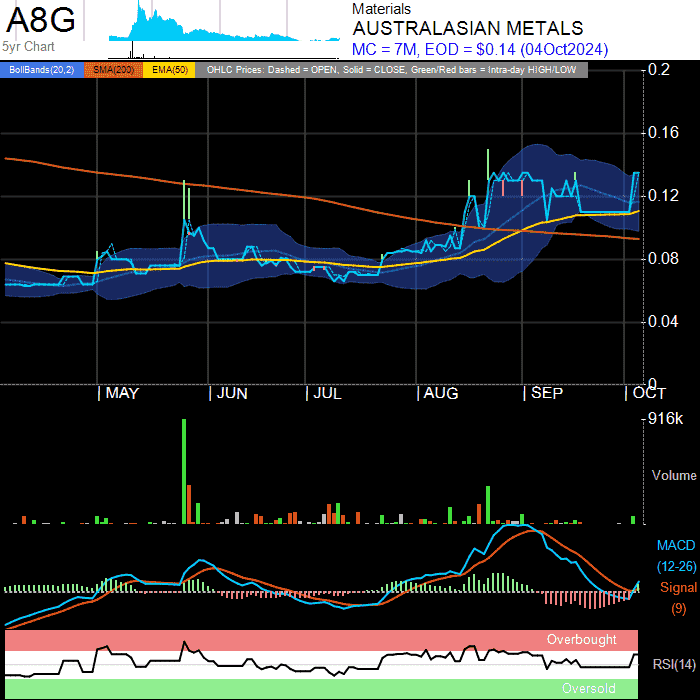 A8G
5yr Chart
Materials
AUSTRALASIAN METALS
MC = 7M, EOD = $0.14 (04Oct2024)
BollBands(20,2) SMA(200) EMA(50) OHLC Prices: Dashed = OPEN, Solid = CLOSE, Green/Red bars = Intra-day HIGH/LOW
0.2
0.16
0.12
0.08
0.04
0
MAY JUN JUL AUG SEP OCT
916k
Volume
MACD
(12-26)
Signal
(9)
Overbought
RSI(14)
Oversold